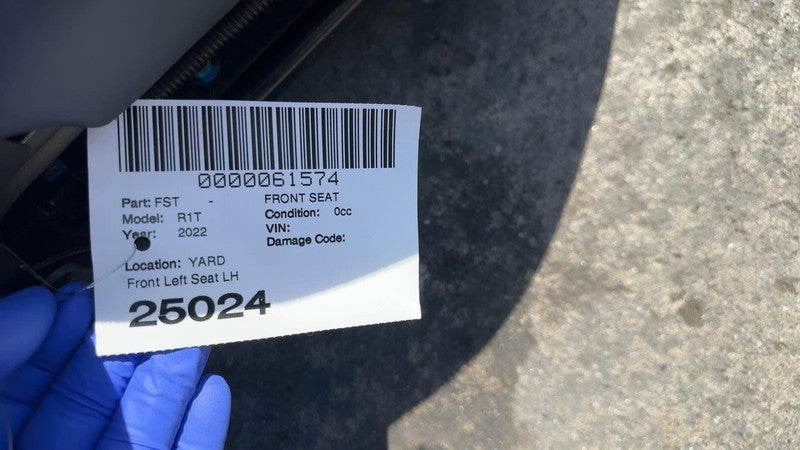 0000061574
Part: FST - FRONT SEAT
Model: R1T Condition: 0cc
Year: 2022 VIN:
Damage Code:
Location: YARD
Front Left Seat LH
25024